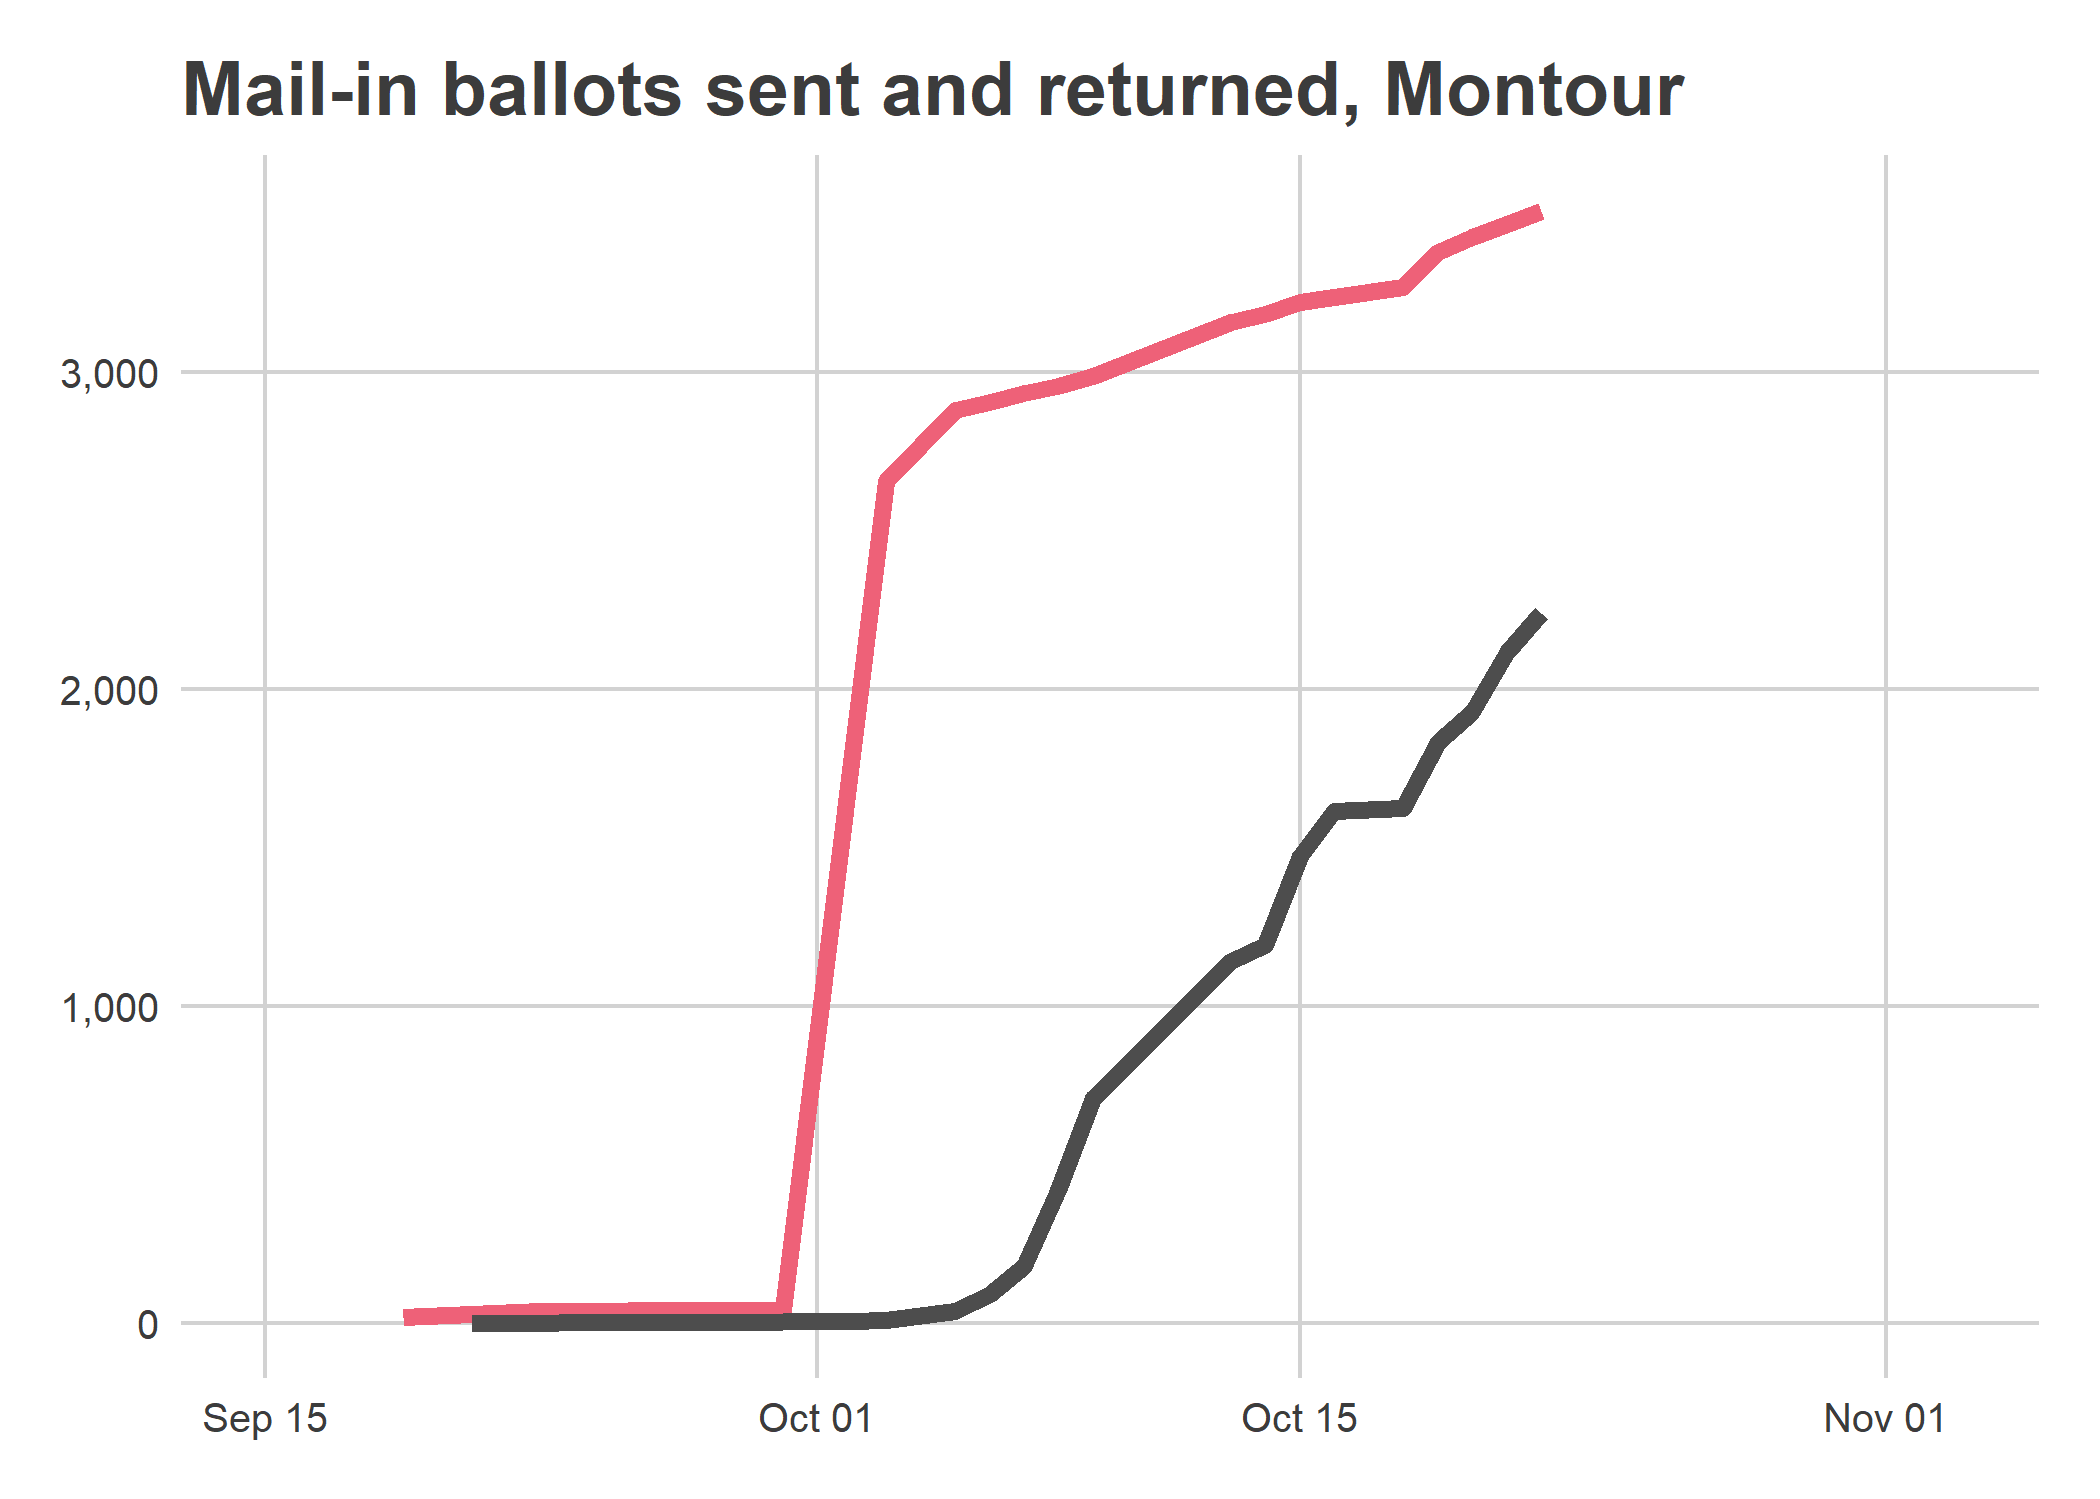 Mail-in ballots sent and returned, Montour
3,000
2,000
1,000
0
Sep 15
Oct 01
Oct 15
Nov 01